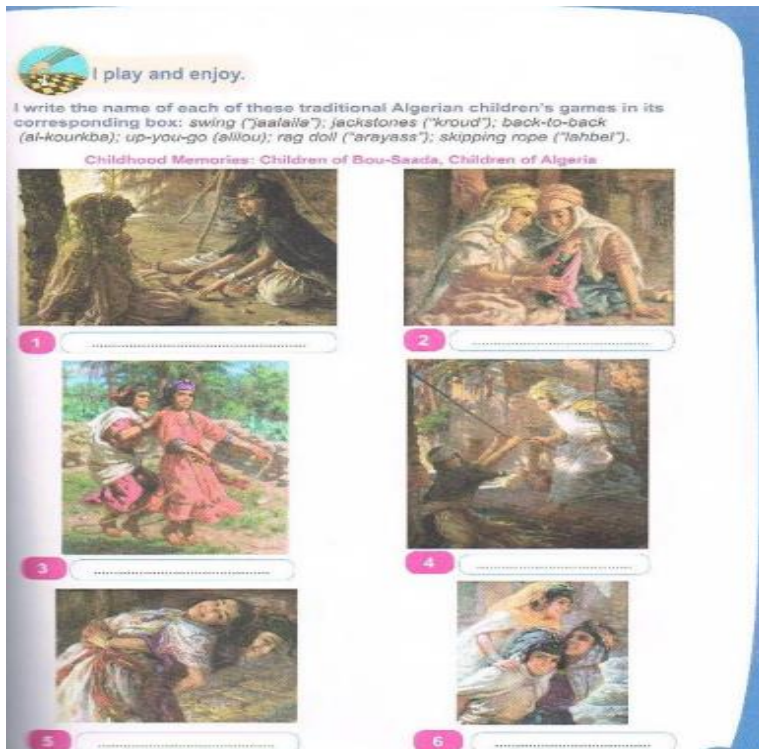 I play and enjoy.
I write the name of each of these traditional Algerian children's games in its
corresponding box: swing ("jaalaila"); jackstones ("kroud"); back-to-back
(al-kourkba); up-you-go (alilou); rag doll ("arayass"); skipping rope ("lahbel").
Childhood Memories: Children of Bou-Saada, Children of Algeria
1 ........................................
2 ........................................
3 ........................................
4 ........................................
5 ........................................
6 ........................................